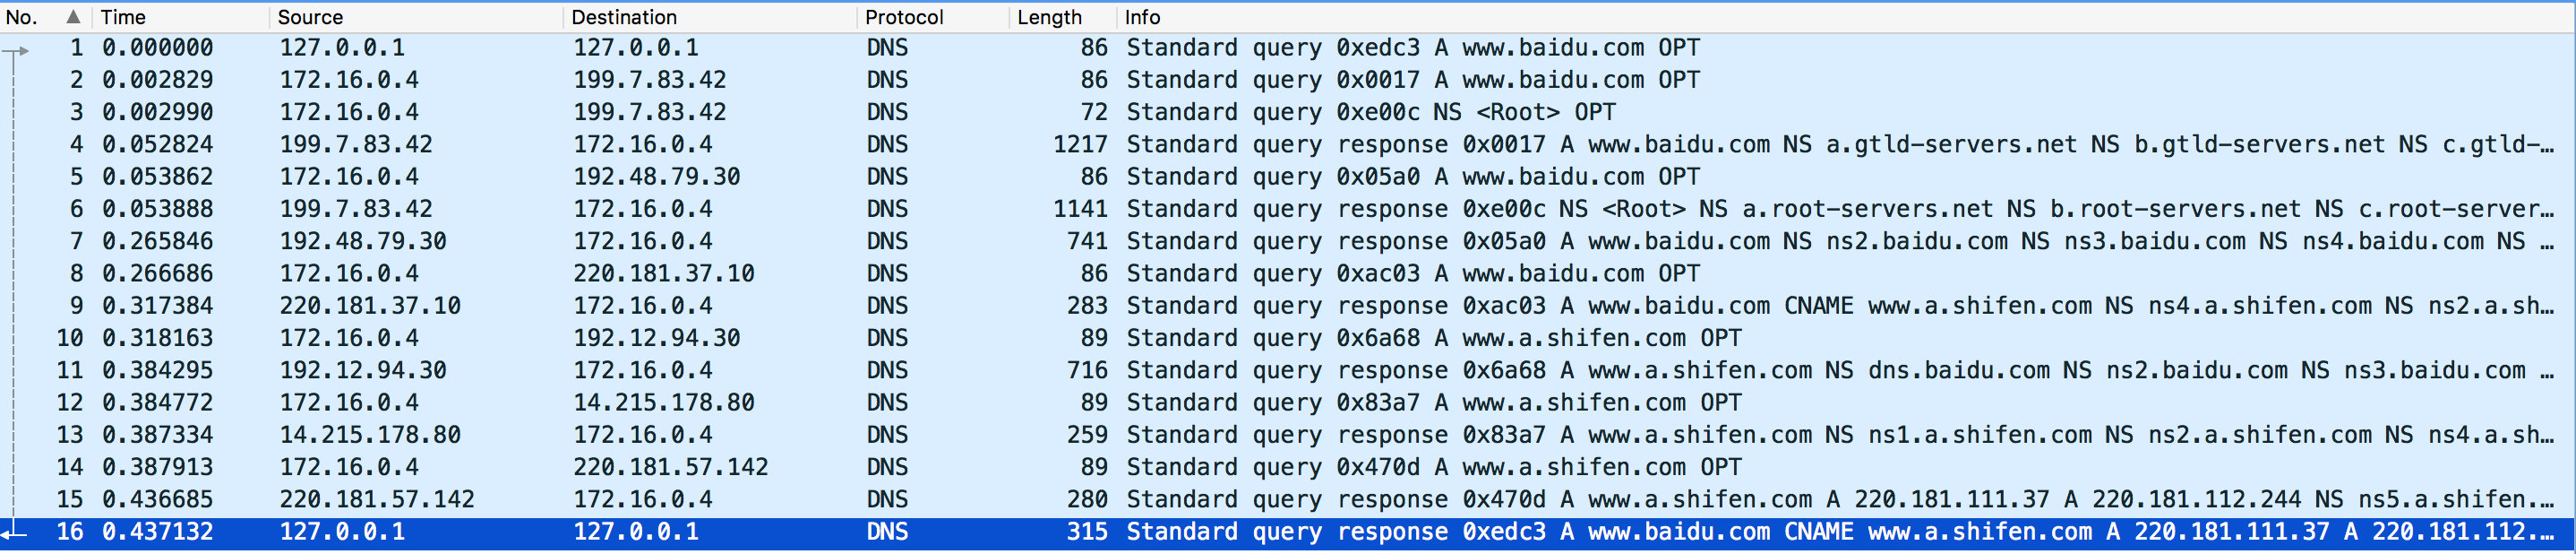 No. Time Source Destination Protocol Length Info
1 0.000000 127.0.0.1 127.0.0.1 DNS 86 Standard query 0xedc3 A www.baidu.com OPT
2 0.002829 172.16.0.4 199.7.83.42 DNS 86 Standard query 0x0017 A www.baidu.com OPT
3 0.002990 172.16.0.4 199.7.83.42 DNS 72 Standard query 0xe00c NS <Root> OPT
4 0.052824 199.7.83.42 172.16.0.4 DNS 1217 Standard query response 0x0017 A www.baidu.com NS a.gtld-servers.net NS b.gtld-servers.net NS c.gtld-…
5 0.053862 172.16.0.4 192.48.79.30 DNS 86 Standard query 0x05a0 A www.baidu.com OPT
6 0.053888 199.7.83.42 172.16.0.4 DNS 1141 Standard query response 0xe00c NS <Root> NS a.root-servers.net NS b.root-servers.net NS c.root-server…
7 0.265846 192.48.79.30 172.16.0.4 DNS 741 Standard query response 0x05a0 A www.baidu.com NS ns2.baidu.com NS ns3.baidu.com NS ns4.baidu.com NS …
8 0.266686 172.16.0.4 220.181.37.10 DNS 86 Standard query 0xac03 A www.baidu.com OPT
9 0.317384 220.181.37.10 172.16.0.4 DNS 283 Standard query response 0xac03 A www.baidu.com CNAME www.a.shifen.com NS ns4.a.shifen.com NS ns2.a.sh…
10 0.318163 172.16.0.4 192.12.94.30 DNS 89 Standard query 0x6a68 A www.a.shifen.com OPT
11 0.384295 192.12.94.30 172.16.0.4 DNS 716 Standard query response 0x6a68 A www.a.shifen.com NS dns.baidu.com NS ns2.baidu.com NS ns3.baidu.com …
12 0.384772 172.16.0.4 14.215.178.80 DNS 89 Standard query 0x83a7 A www.a.shifen.com OPT
13 0.387334 14.215.178.80 172.16.0.4 DNS 259 Standard query response 0x83a7 A www.a.shifen.com NS ns1.a.shifen.com NS ns2.a.shifen.com NS ns4.a.sh…
14 0.387913 172.16.0.4 220.181.57.142 DNS 89 Standard query 0x470d A www.a.shifen.com OPT
15 0.436685 220.181.57.142 172.16.0.4 DNS 280 Standard query response 0x470d A www.a.shifen.com A 220.181.111.37 A 220.181.112.244 NS ns5.a.shifen.…
16 0.437132 127.0.0.1 127.0.0.1 DNS 315 Standard query response 0xedc3 A www.baidu.com CNAME www.a.shifen.com A 220.181.111.37 A 220.181.112.…